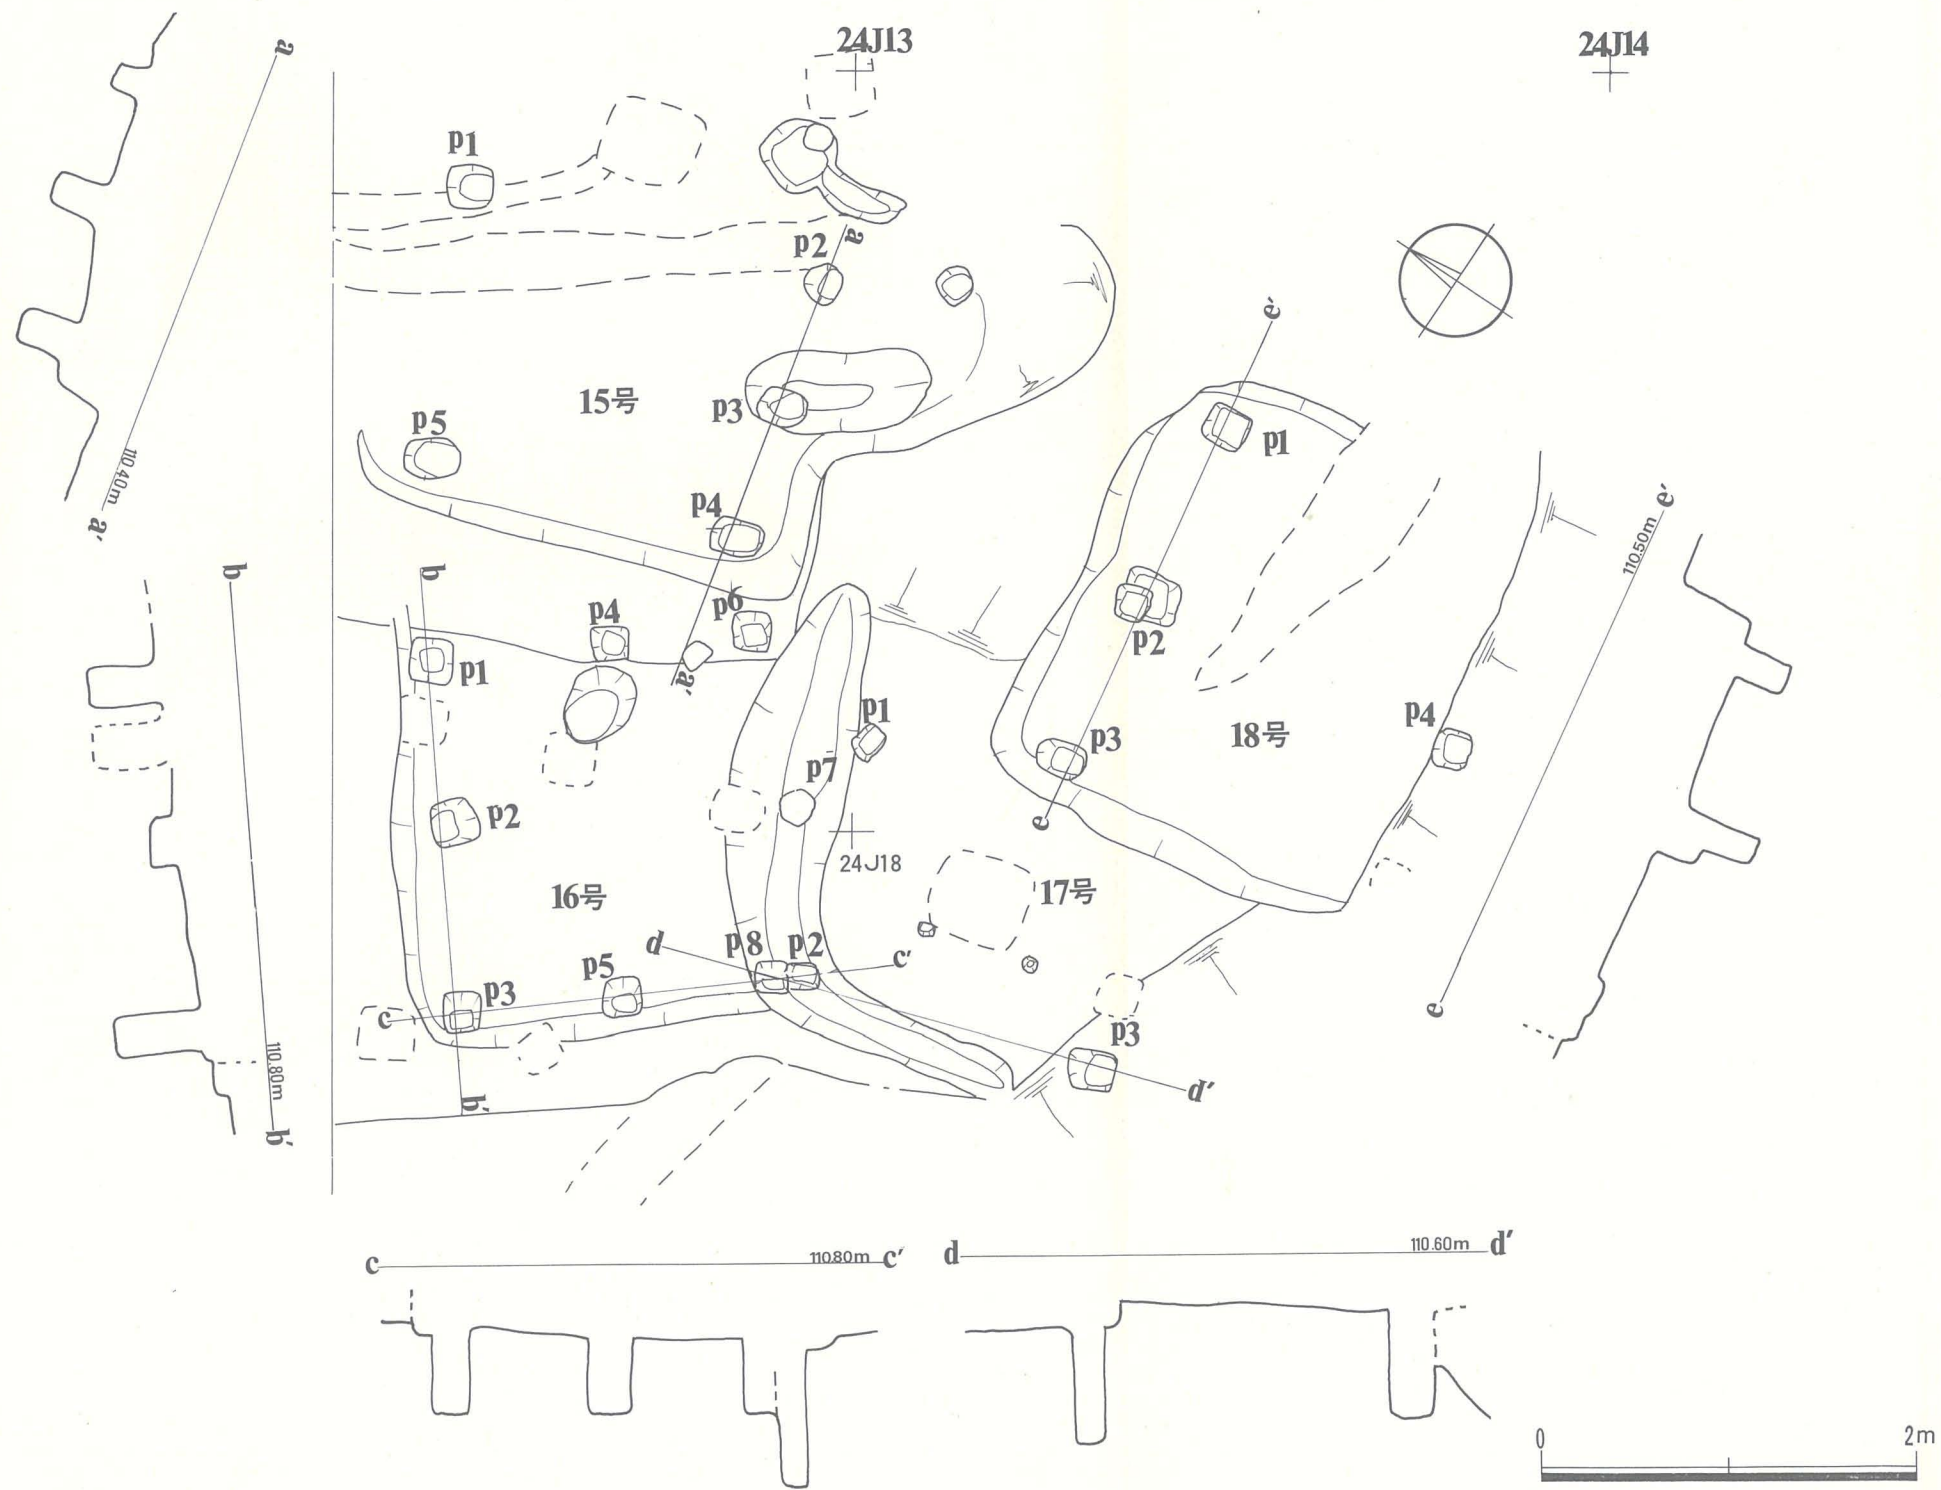 24J13
24J14
a
p1
p2
a
e'
15号
p3
p1
p5
110.40m
a'
p4
110.50m
e'
b
b
p4
p6
p2
p1
a'
p1
p3
18号
p4
p7
p2
e
24J18
16号
17号
d
p8
p2
c'
p5
p3
c
p3
e
110.80m
b'
b'
d'
c
110.80m
c'
d
110.60m
d'
0
2m